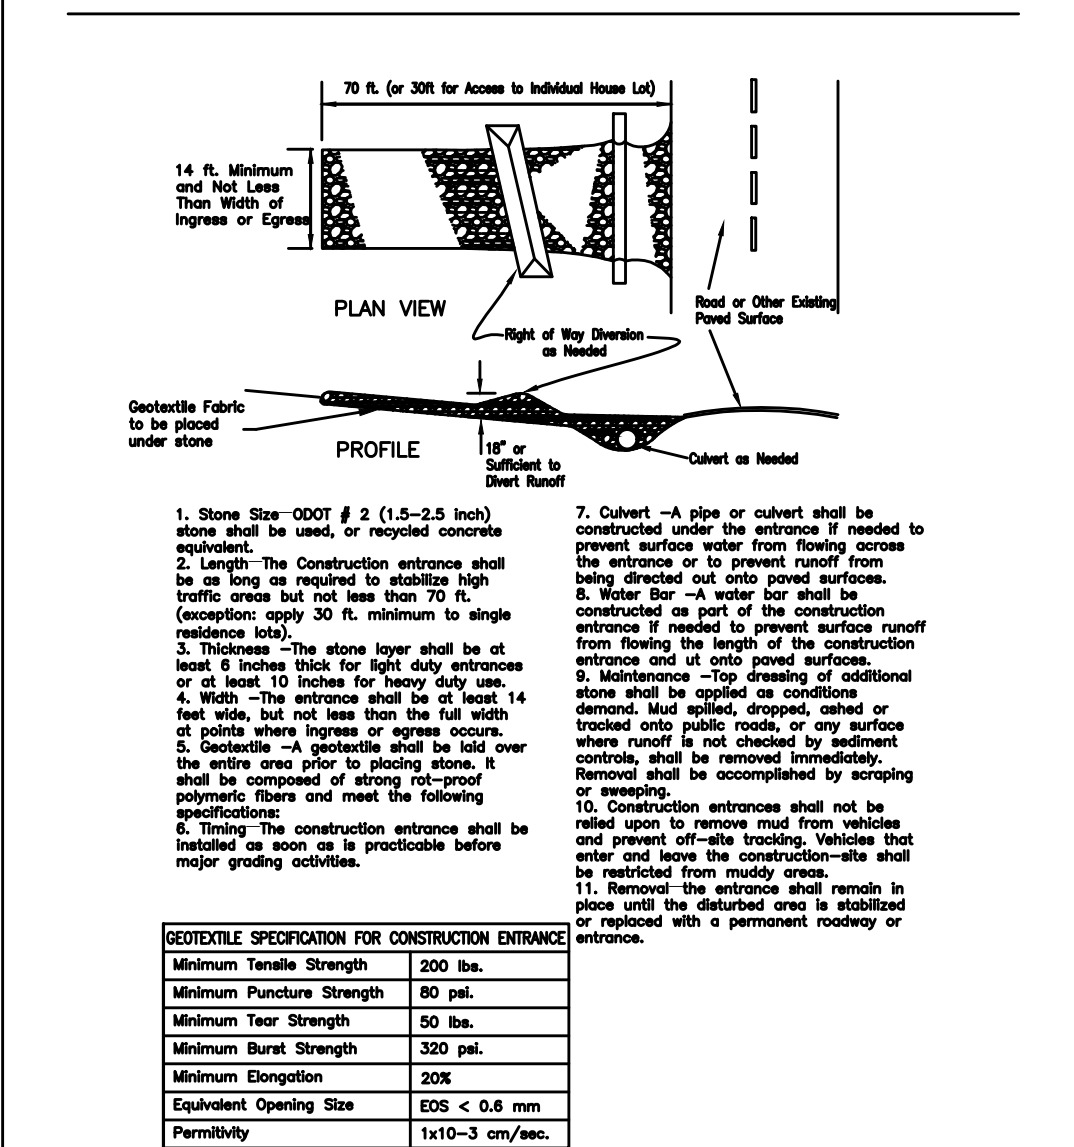 70 ft. (or 30ft for Access to Individual House Lot)
14 ft. Minimum
and Not Less
Than Width of
Ingress or Egress
PLAN VIEW
Road or Other Existing
Paved Surface
Right of Way Diversion
as Needed
Geotextile Fabric
to be placed
under stone
PROFILE
18" or
Sufficient to
Divert Runoff
Culvert as Needed
1. Stone Size—ODOT # 2 (1.5–2.5 inch)
stone shall be used, or recycled concrete
equivalent.
2. Length—The Construction entrance shall
be as long as required to stabilize high
traffic areas but not less than 70 ft.
(exception: apply 30 ft. minimum to single
residence lots).
3. Thickness –The stone layer shall be at
least 6 inches thick for light duty entrances
or at least 10 inches for heavy duty use.
4. Width –The entrance shall be at least 14
feet wide, but not less than the full width
at points where ingress or egress occurs.
5. Geotextile –A geotextile shall be laid over
the entire area prior to placing stone. It
shall be composed of strong rot–proof
polymeric fibers and meet the following
specifications:
6. Timing—The construction entrance shall be
installed as soon as is practicable before
major grading activities.
7. Culvert –A pipe or culvert shall be
constructed under the entrance if needed to
prevent surface water from flowing across
the entrance or to prevent runoff from
being directed out onto paved surfaces.
8. Water Bar –A water bar shall be
constructed as part of the construction
entrance if needed to prevent surface runoff
from flowing the length of the construction
entrance and ut onto paved surfaces.
9. Maintenance –Top dressing of additional
stone shall be applied as conditions
demand. Mud spilled, dropped, ashed or
tracked onto public roads, or any surface
where runoff is not checked by sediment
controls, shall be removed immediately.
Removal shall be accomplished by scraping
or sweeping.
10. Construction entrances shall not be
relied upon to remove mud from vehicles
and prevent off–site tracking. Vehicles that
enter and leave the construction–site shall
be restricted from muddy areas.
11. Removal—the entrance shall remain in
place until the disturbed area is stabilized
or replaced with a permanent roadway or
entrance.
GEOTEXTILE SPECIFICATION FOR CONSTRUCTION ENTRANCE
Minimum Tensile Strength 200 lbs.
Minimum Puncture Strength 80 psi.
Minimum Tear Strength 50 lbs.
Minimum Burst Strength 320 psi.
Minimum Elongation 20%
Equivalent Opening Size EOS < 0.6 mm
Permitivity 1x10–3 cm/sec.